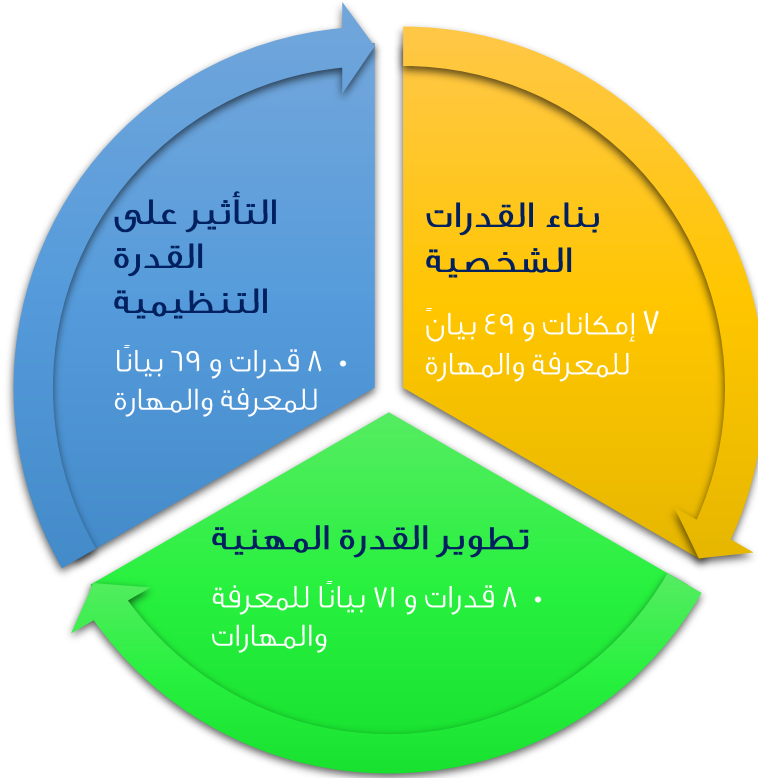 بناء القدرات
الشخصية
٧ إمكانات و ٤٩ بيانً
للمعرفة والمهارة
تطوير القدرة المهنية
• ٨ قدرات و ٧١ بيانًا للمعرفة
والمهارات
التأثير على
القدرة
التنظيمية
• ٨ قدرات و ٦٩ بيانًا
للمعرفة والمهارة